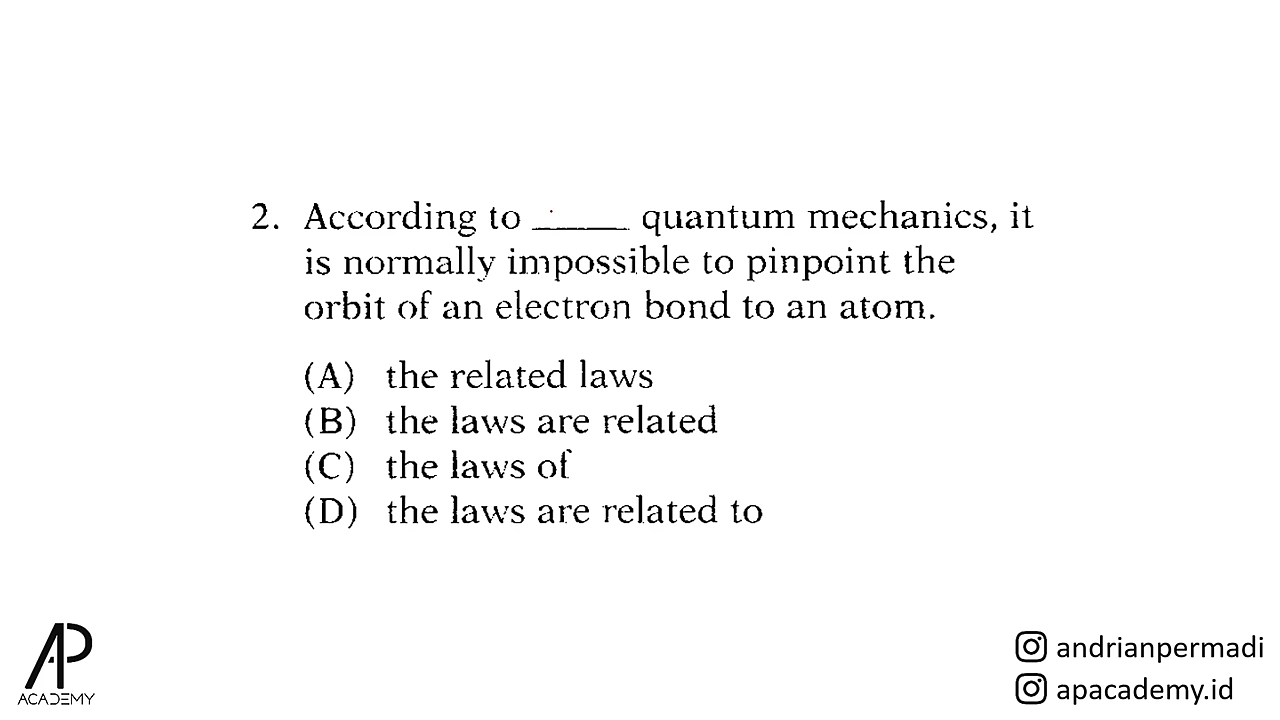 2. According to _____ quantum mechanics, it
is normally impossible to pinpoint the
orbit of an electron bond to an atom.
(A) the related laws
(B) the laws are related
(C) the laws of
(D) the laws are related to
AP
ACADEMY
andrianpermadi
apacademy.id